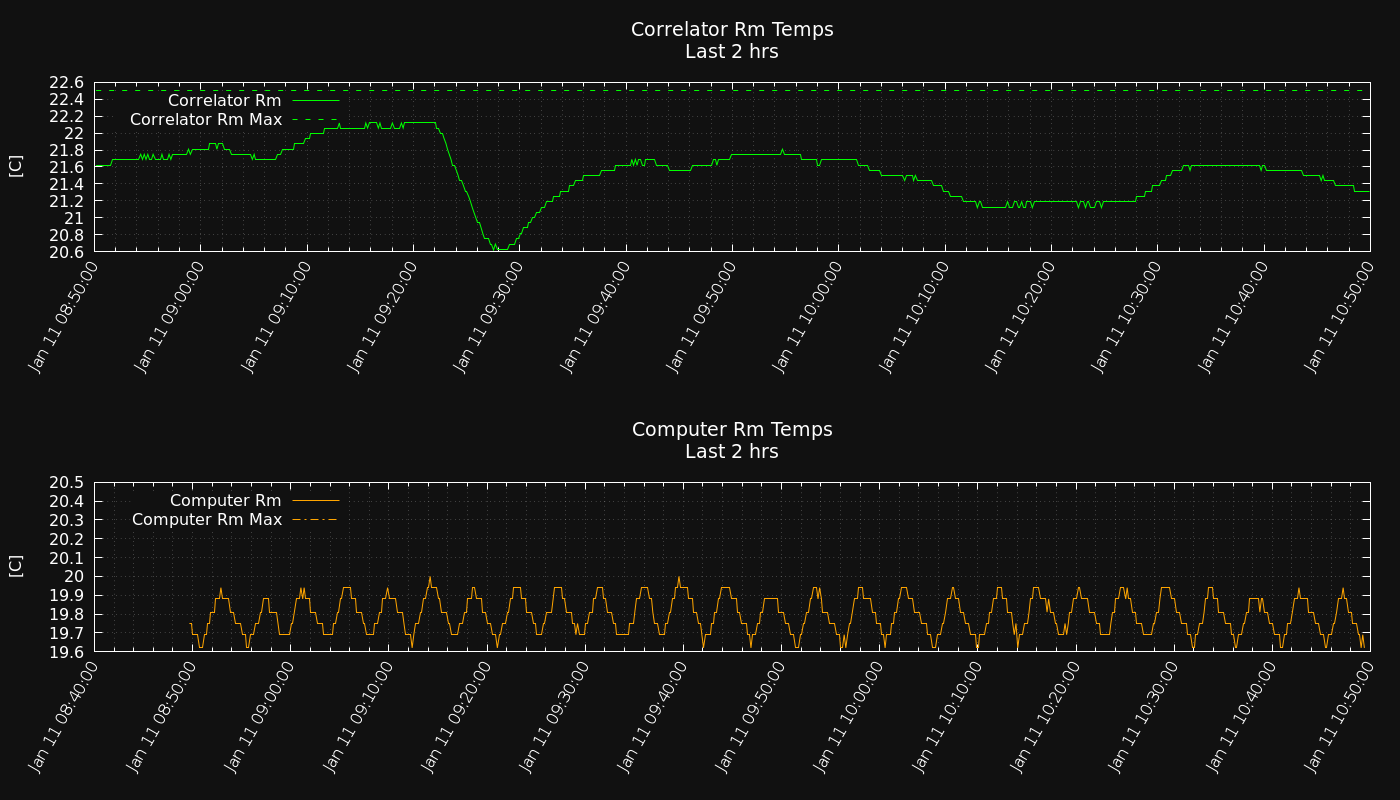 Correlator Rm Temps
Last 2 hrs
22.6
22.4
22.2
22
21.8
21.6
21.4
21.2
21
20.8
20.6
[C]
Correlator Rm
Correlator Rm Max
Jan 11 08:50:00
Jan 11 09:00:00
Jan 11 09:10:00
Jan 11 09:20:00
Jan 11 09:30:00
Jan 11 09:40:00
Jan 11 09:50:00
Jan 11 10:00:00
Jan 11 10:10:00
Jan 11 10:20:00
Jan 11 10:30:00
Jan 11 10:40:00
Jan 11 10:50:00
Computer Rm Temps
Last 2 hrs
20.5
20.4
20.3
20.2
20.1
20
19.9
19.8
19.7
19.6
[C]
Computer Rm
Computer Rm Max
Jan 11 08:40:00
Jan 11 08:50:00
Jan 11 09:00:00
Jan 11 09:10:00
Jan 11 09:20:00
Jan 11 09:30:00
Jan 11 09:40:00
Jan 11 09:50:00
Jan 11 10:00:00
Jan 11 10:10:00
Jan 11 10:20:00
Jan 11 10:30:00
Jan 11 10:40:00
Jan 11 10:50:00